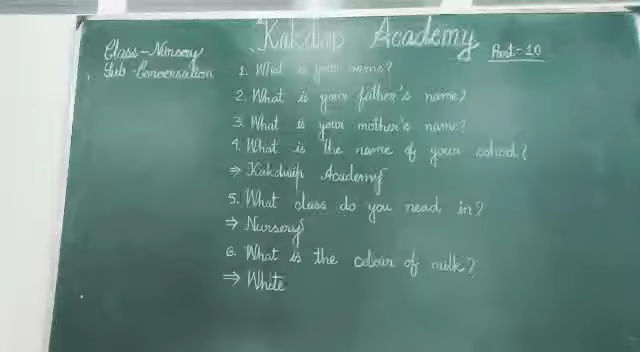 Kakdwip Academy
Class - Nursery
Sub - Conversation
Part - 10
1. What is your name?
2. What is your father's name?
3. What is your mother's name?
4. What is the name of your school?
⇒ Kakdwip Academy
5. What class do you read in?
⇒ Nursery
6. What is the colour of milk?
⇒ White